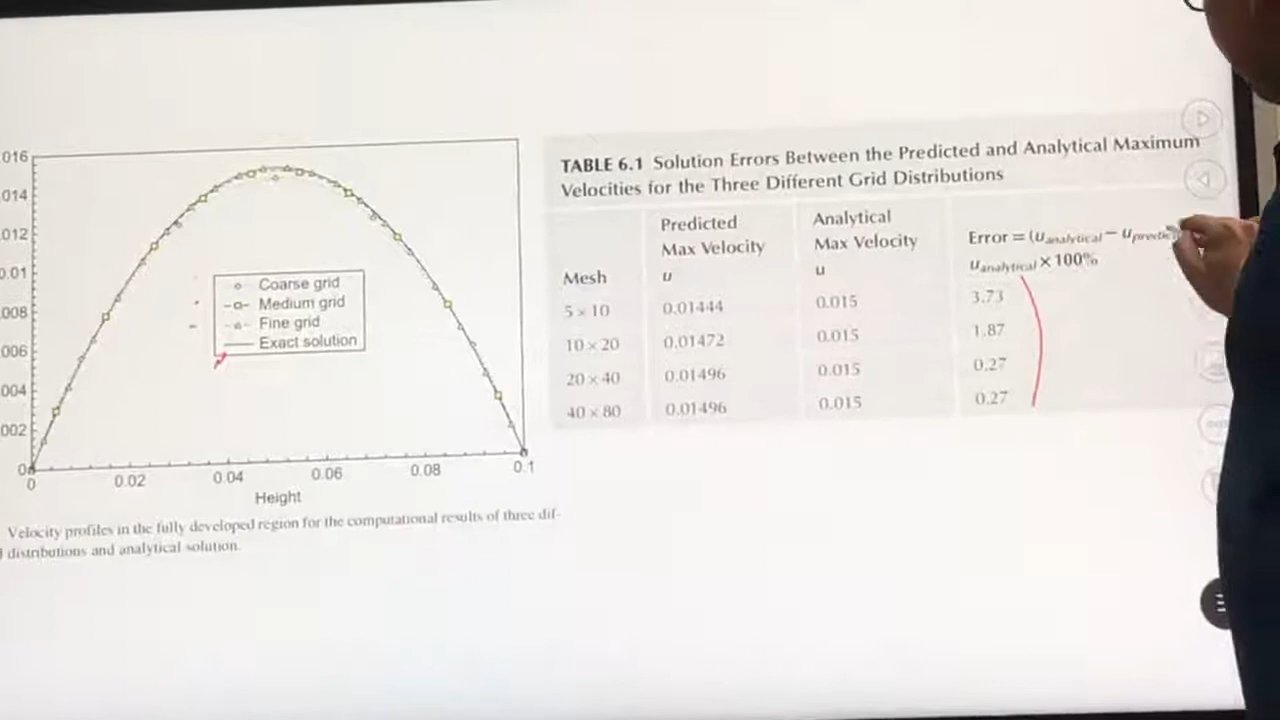 016
014
012
0.01
008
006
004
002
0
0
0.02
0.04
0.06
0.08
0.1
Height
Coarse grid
Medium grid
Fine grid
Exact solution
Velocity profiles in the fully developed region for the computational results of three dif-
distributions and analytical solution.
TABLE 6.1 Solution Errors Between the Predicted and Analytical Maximum
Velocities for the Three Different Grid Distributions
Mesh
Predicted
Max Velocity
u
Analytical
Max Velocity
u
Error = (uanalytical − upredic
uanalytical × 100%
5 × 10 0.01444 0.015 3.73
10 × 20 0.01472 0.015 1.87
20 × 40 0.01496 0.015 0.27
40 × 80 0.01496 0.015 0.27